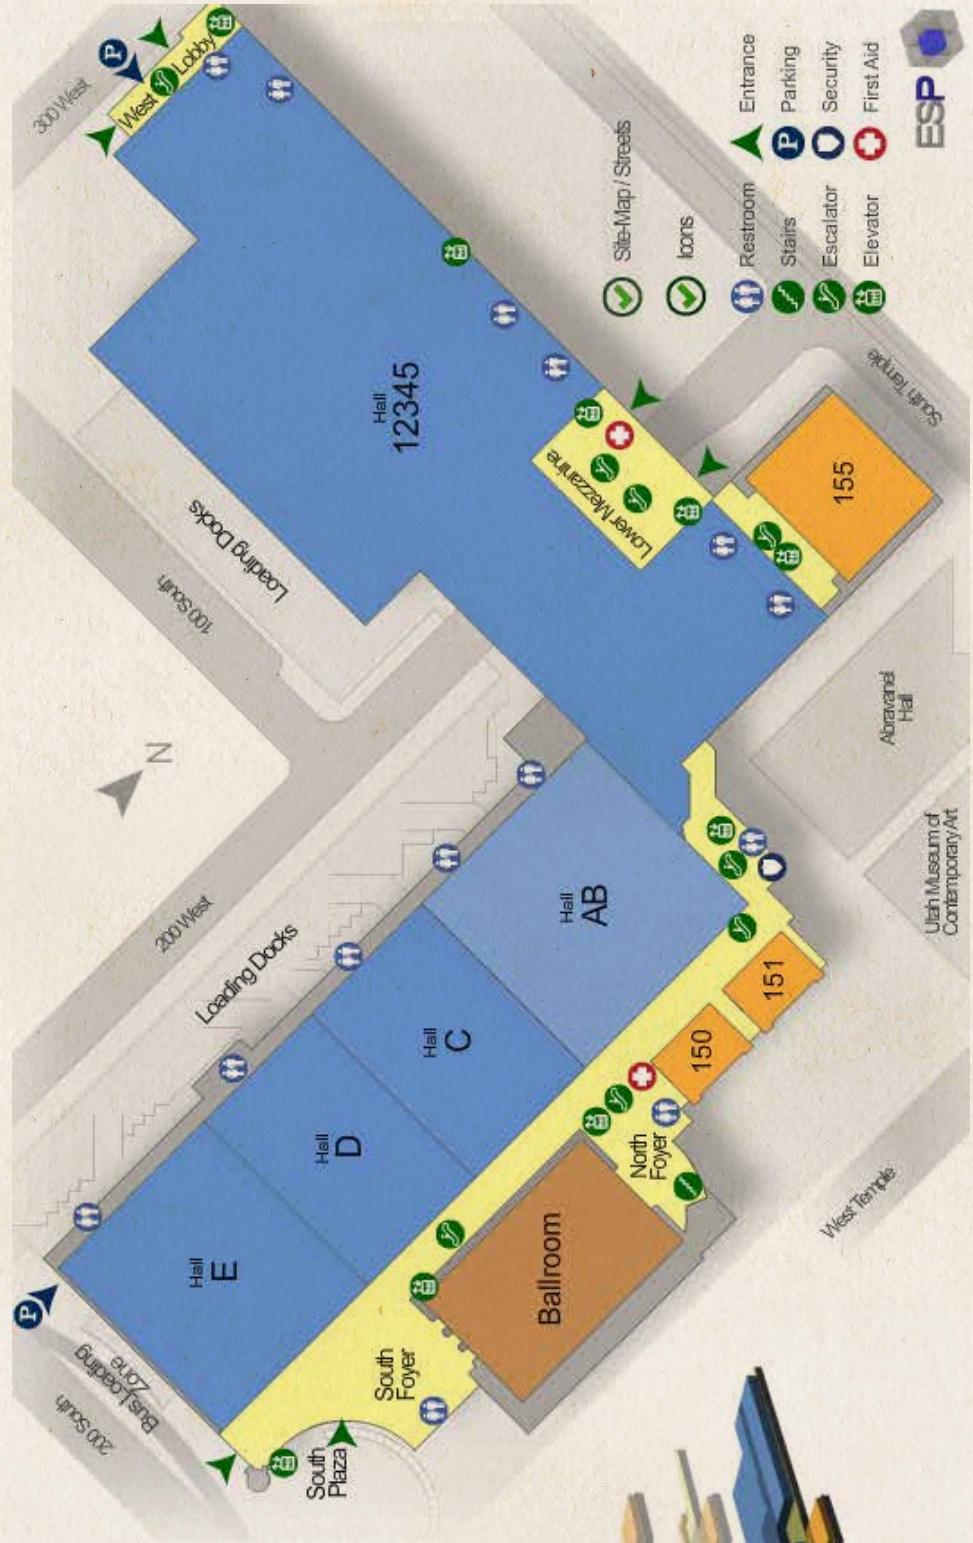 300 West
P
West Lobby
Hall
12345
Loading Docks
100 South
N
200 West
Loading Docks
Lower Mezzanine
155
South Temple
Abravanel
Hall
Utah Museum of
Contemporary Art
Hall
AB
Hall
C
Hall
D
Hall
E
151
150
North
Foyer
Ballroom
South
Foyer
South
Plaza
P
Bus Loading
Zone
200 South
West Temple
Site-Map / Streets
Icons
Restroom
Stairs
Escalator
Elevator
Entrance
P
Parking
Security
First Aid
ESP